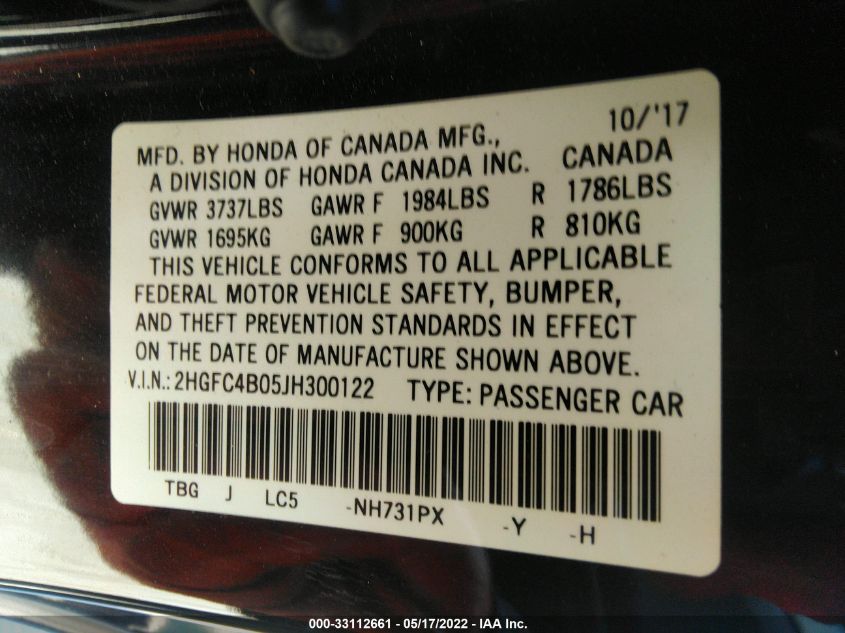 10/'17
MFD. BY HONDA OF CANADA MFG.,
A DIVISION OF HONDA CANADA INC. CANADA
GVWR 3737LBS GAWR F 1984LBS R 1786LBS
GVWR 1695KG GAWR F 900KG R 810KG
THIS VEHICLE CONFORMS TO ALL APPLICABLE
FEDERAL MOTOR VEHICLE SAFETY, BUMPER,
AND THEFT PREVENTION STANDARDS IN EFFECT
ON THE DATE OF MANUFACTURE SHOWN ABOVE.
V.I.N.: 2HGFC4B05JH300122 TYPE: PASSENGER CAR
TBG J LC5 -NH731PX -Y -H
000-33112661 - 05/17/2022 - IAA Inc.